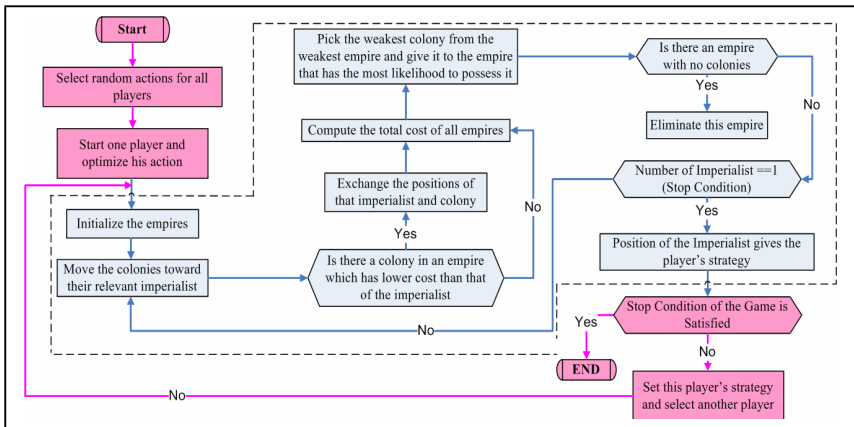 Start
Select random actions for all
players
Start one player and
optimize his action
Initialize the empires
Move the colonies toward
their relevant imperialist
Is there a colony in an empire
which has lower cost than that
of the imperialist
Yes
No
Exchange the positions of
that imperialist and colony
Compute the total cost of all empires
Pick the weakest colony from the
weakest empire and give it to the empire
that has the most likelihood to possess it
Is there an empire
with no colonies
Yes
No
Eliminate this empire
Number of Imperialist ==1
(Stop Condition)
No
Yes
Position of the Imperialist gives the
player's strategy
Stop Condition of the Game is
Satisfied
Yes
END
No
Set this player's strategy
and select another player
No